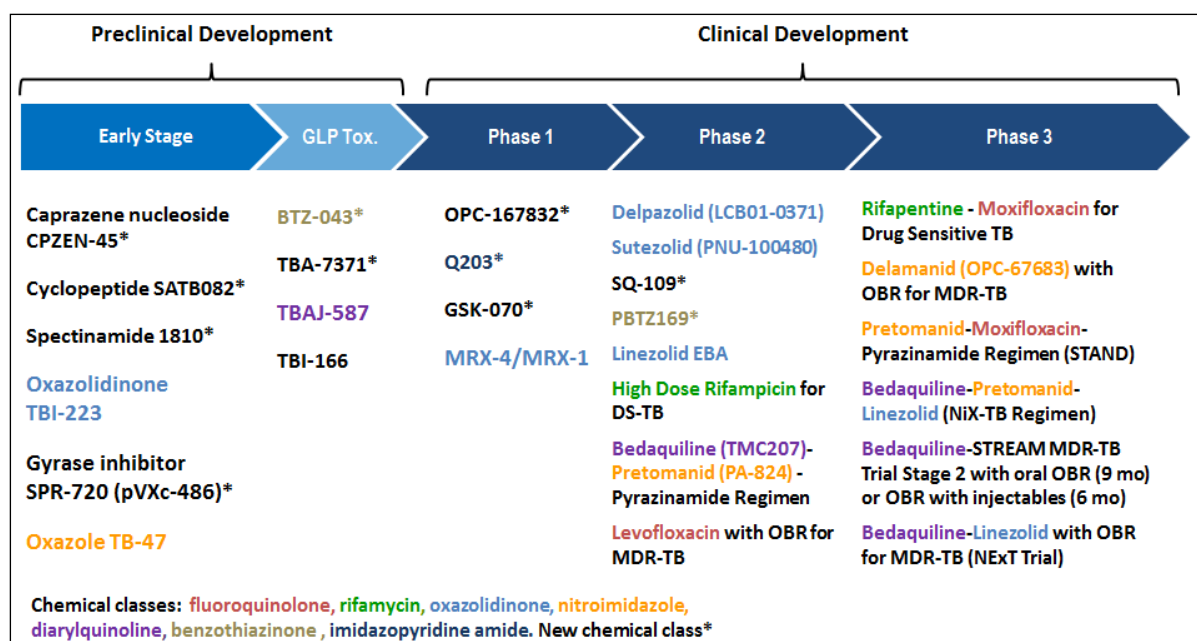 Preclinical Development
Clinical Development
Early Stage
GLP Tox.
Phase 1
Phase 2
Phase 3
Caprazene nucleoside
CPZEN-45*
Cyclopeptide SATB082*
Spectinamide 1810*
Oxazolidinone
TBI-223
Gyrase inhibitor
SPR-720 (pVXc-486)*
Oxazole TB-47
BTZ-043*
TBA-7371*
TBAJ-587
TBI-166
OPC-167832*
Q203*
GSK-070*
MRX-4/MRX-1
Delpazolid (LCB01-0371)
Sutezolid (PNU-100480)
SQ-109*
PBTZ169*
Linezolid EBA
High Dose Rifampicin for
DS-TB
Bedaquiline (TMC207)-
Pretomanid (PA-824) -
Pyrazinamide Regimen
Levofloxacin with OBR for
MDR-TB
Rifapentine - Moxifloxacin for
Drug Sensitive TB
Delamanid (OPC-67683) with
OBR for MDR-TB
Pretomanid-Moxifloxacin-
Pyrazinamide Regimen (STAND)
Bedaquiline-Pretomanid-
Linezolid (NiX-TB Regimen)
Bedaquiline-STREAM MDR-TB
Trial Stage 2 with oral OBR (9 mo)
or OBR with injectables (6 mo)
Bedaquiline-Linezolid with OBR
for MDR-TB (NExT Trial)
Chemical classes: fluoroquinolone, rifamycin, oxazolidinone, nitroimidazole,
diarylquinoline, benzothiazinone , imidazopyridine amide. New chemical class*